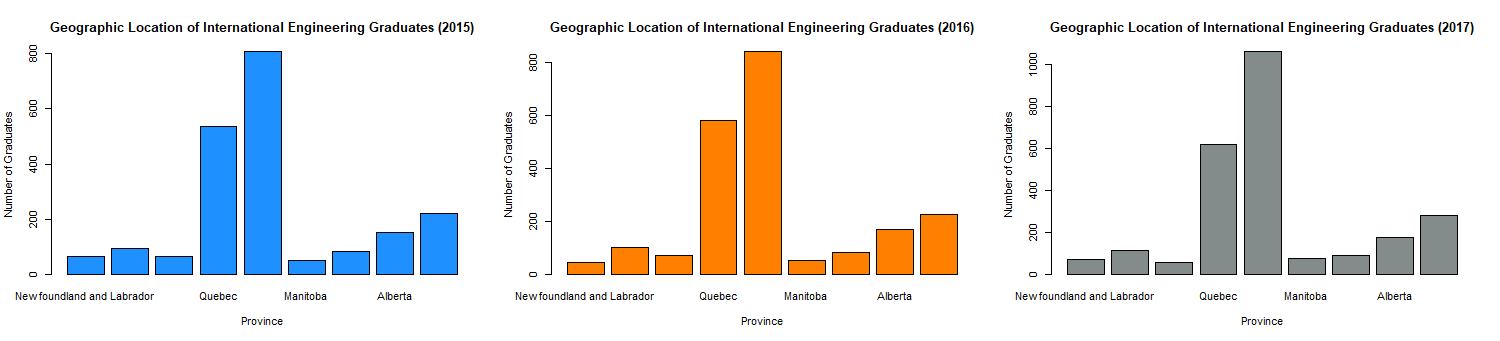 Geographic Location of International Engineering Graduates (2015)
Number of Graduates
800
600
400
200
0
Newfoundland and Labrador
Quebec
Manitoba
Alberta
Province
Geographic Location of International Engineering Graduates (2016)
Number of Graduates
800
600
400
200
0
Newfoundland and Labrador
Quebec
Manitoba
Alberta
Province
Geographic Location of International Engineering Graduates (2017)
Number of Graduates
1000
800
600
400
200
0
Newfoundland and Labrador
Quebec
Manitoba
Alberta
Province